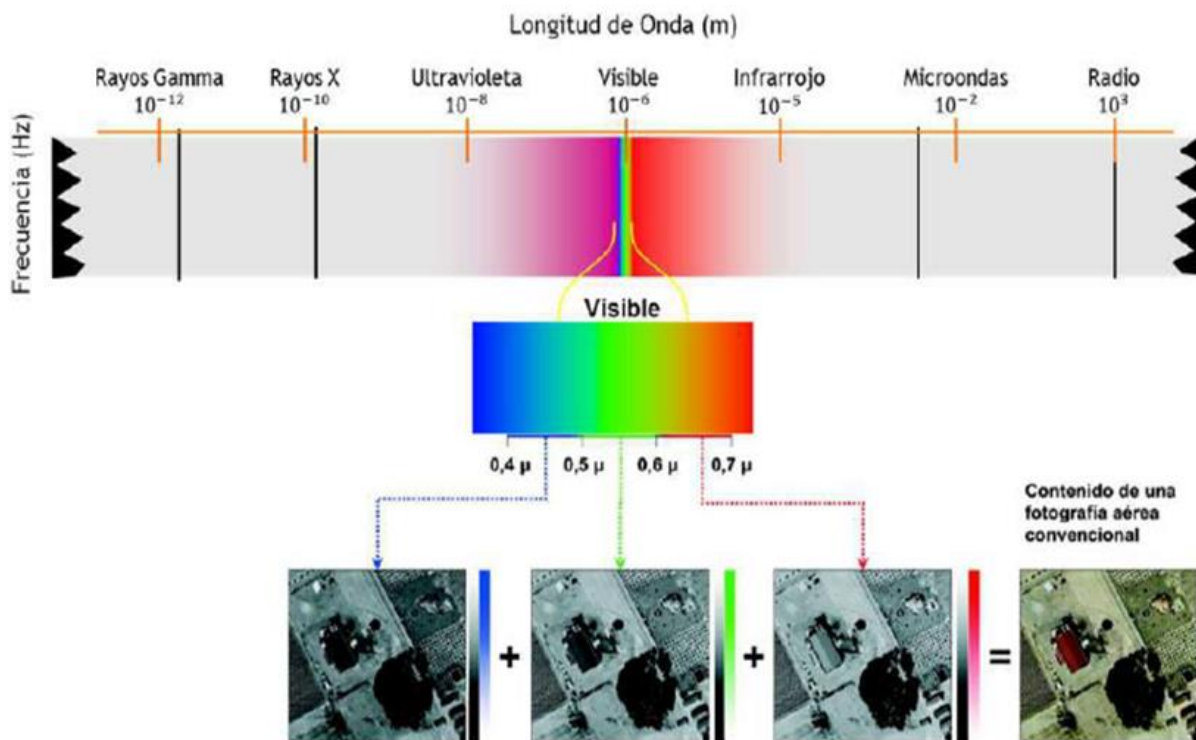 Longitud de Onda (m)
Rayos Gamma Rayos X Ultravioleta Visible Infrarrojo Microondas Radio
10⁻¹² 10⁻¹⁰ 10⁻⁸ 10⁻⁶ 10⁻⁵ 10⁻² 10³
Frecuencia (Hz)
Visible
0,4 µ 0,5 µ 0,6 µ 0,7 µ
Contenido de una
fotografía aérea
convencional
+ + =